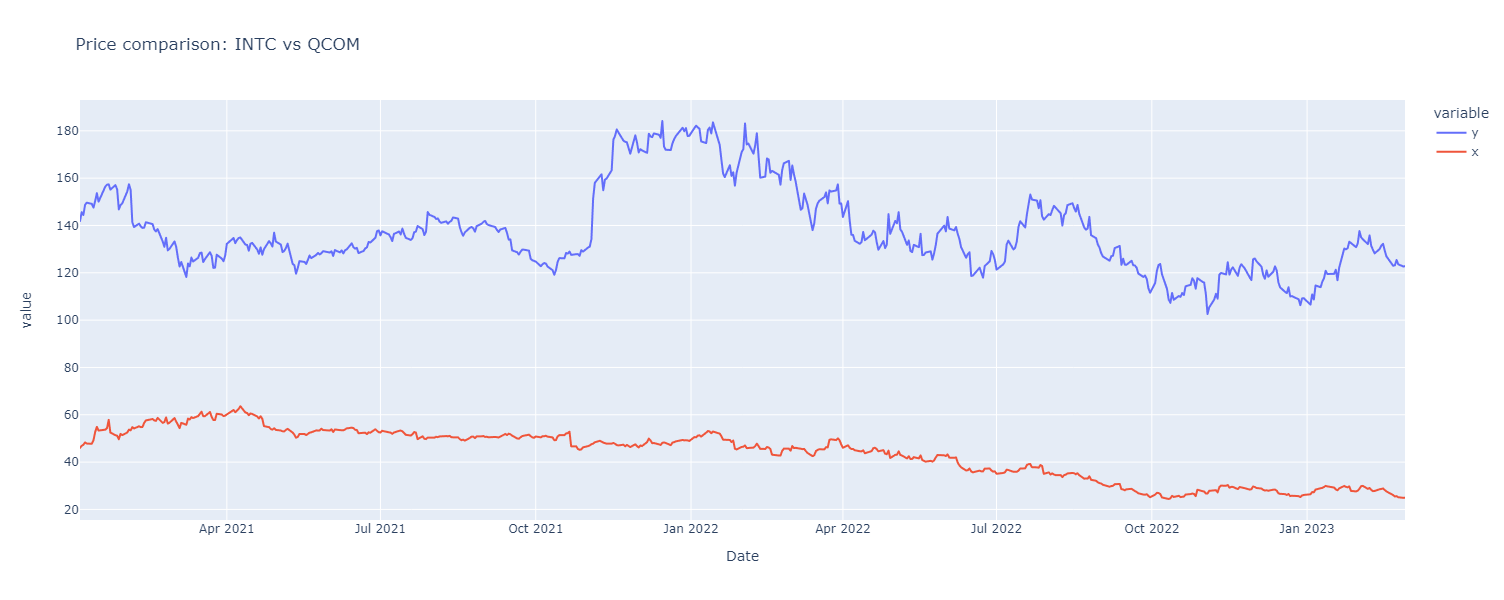 Price comparison: INTC vs QCOM
variable
y
x
value
180
160
140
120
100
80
60
40
20
Apr 2021
Jul 2021
Oct 2021
Jan 2022
Apr 2022
Jul 2022
Oct 2022
Jan 2023
Date